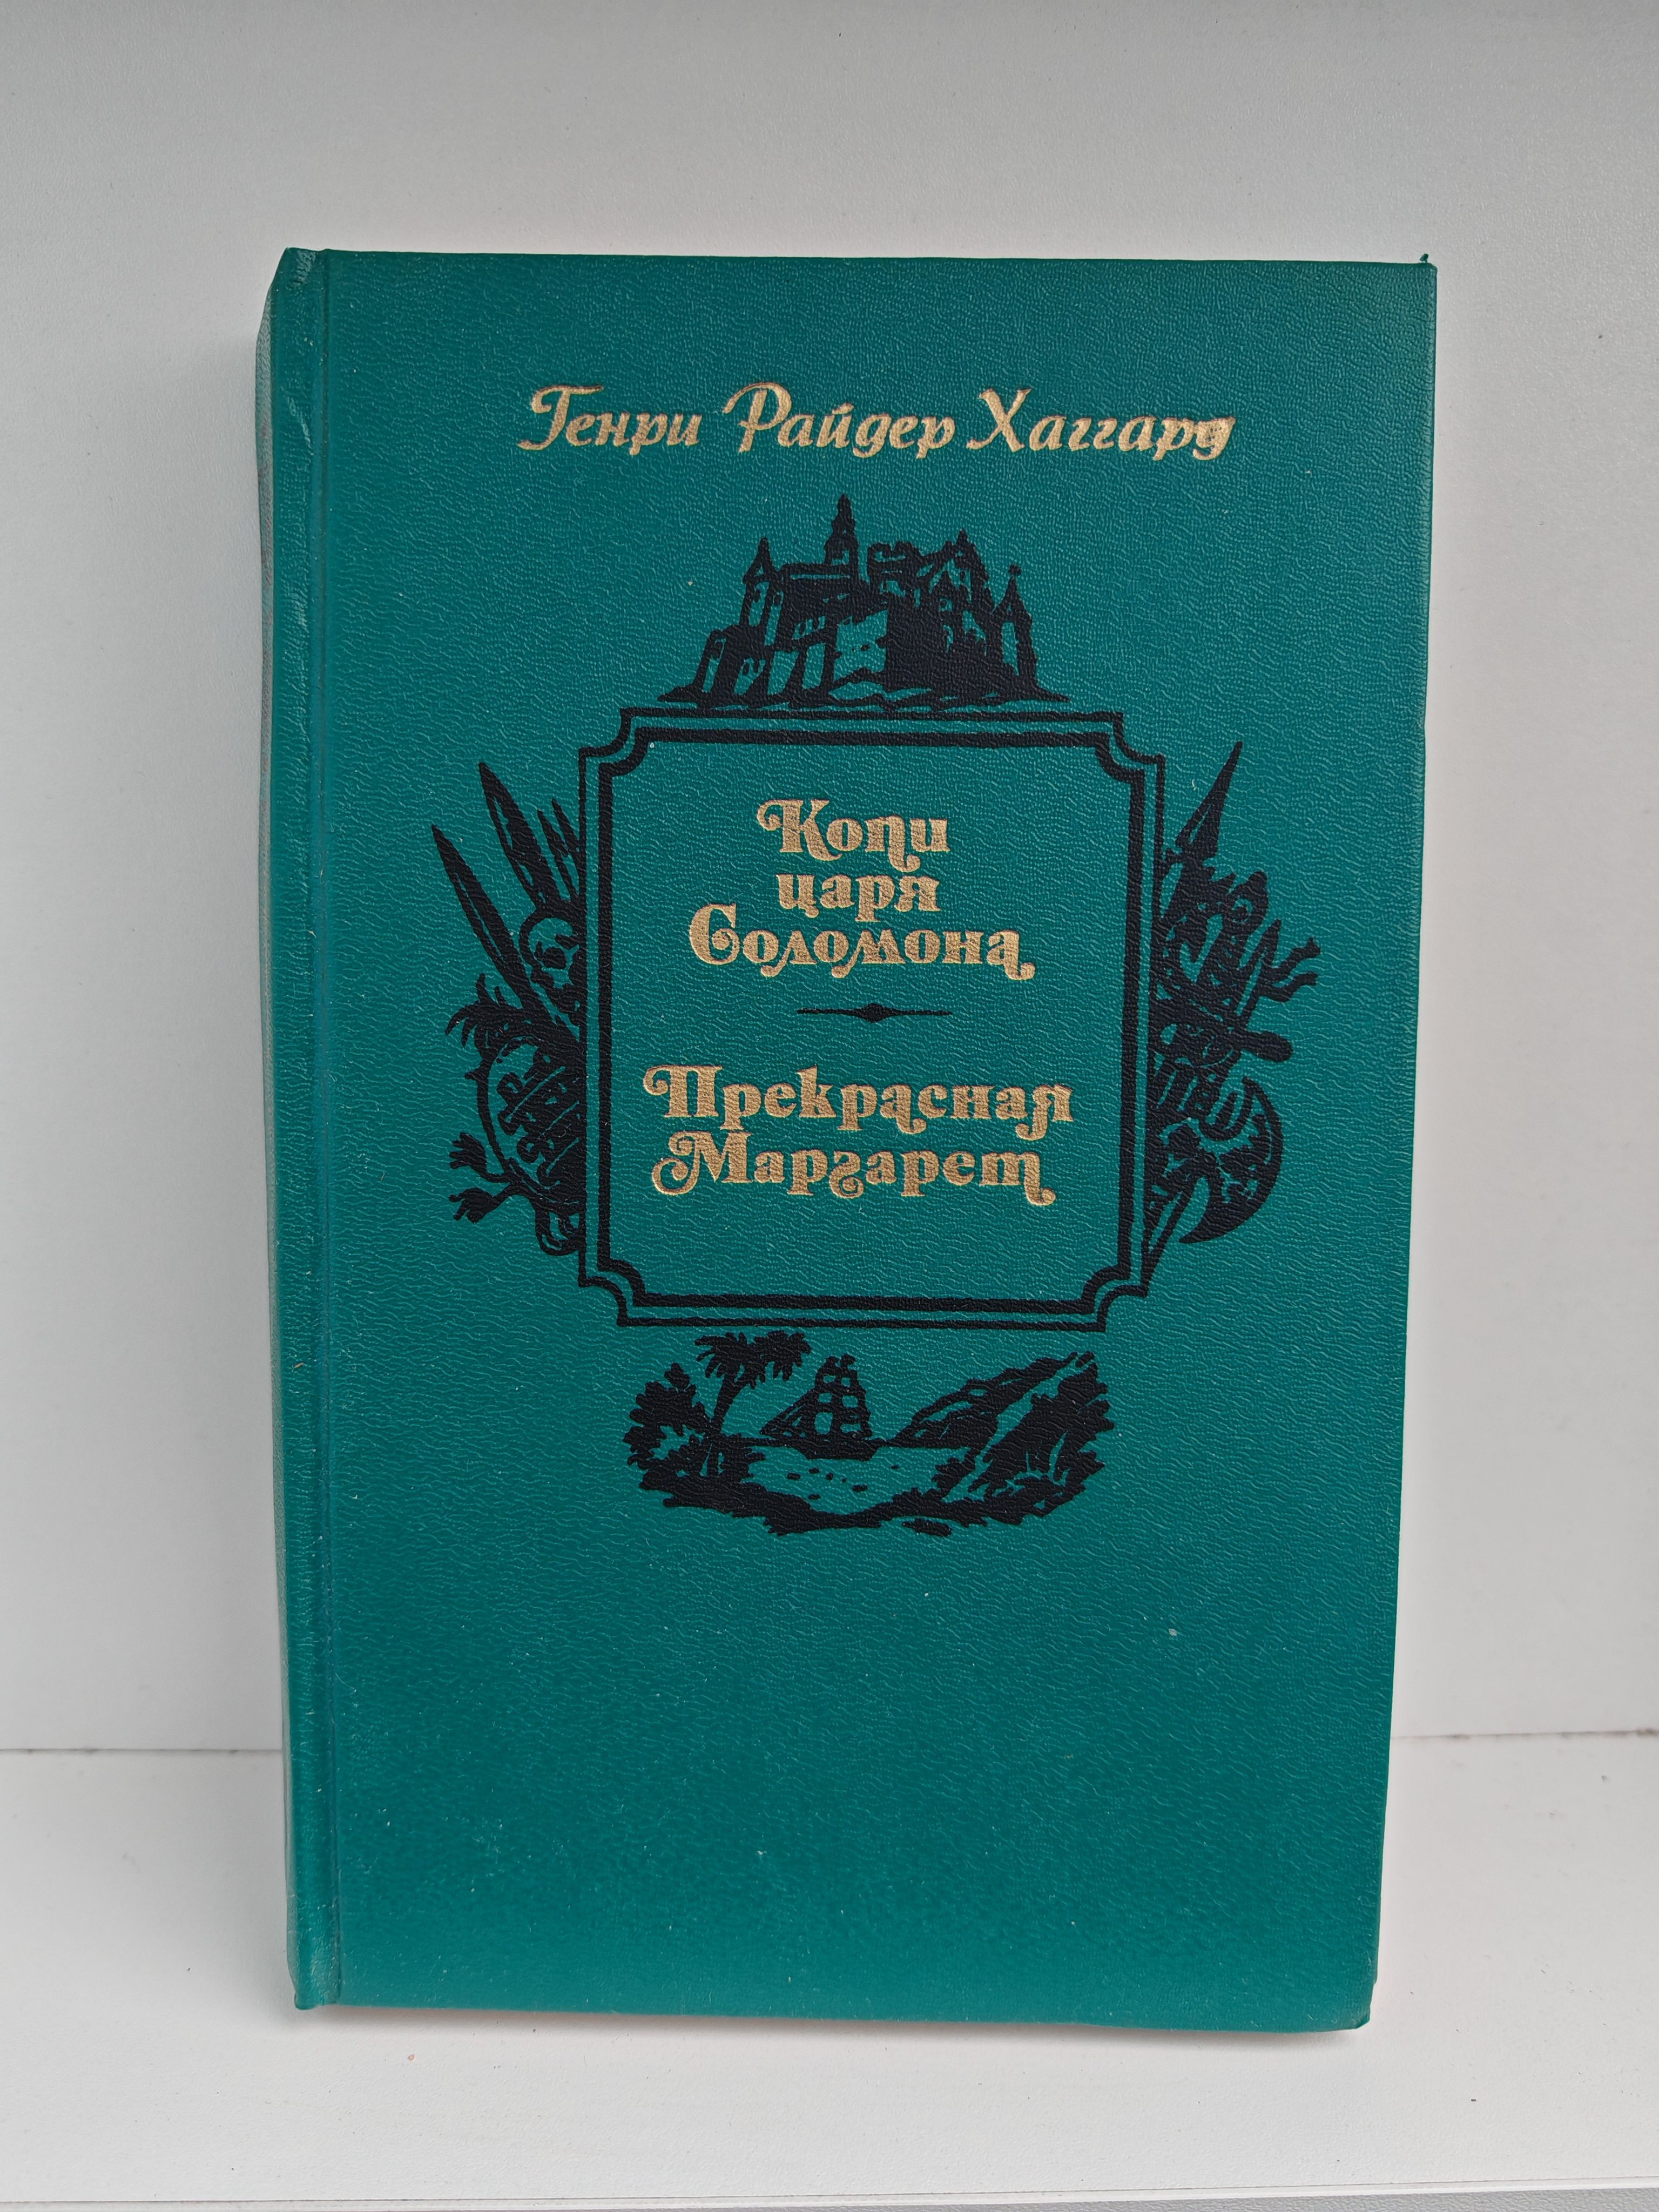 Генри Райдер Хаггард
Копи
царя
Соломона
Прекрасная
Маргарет